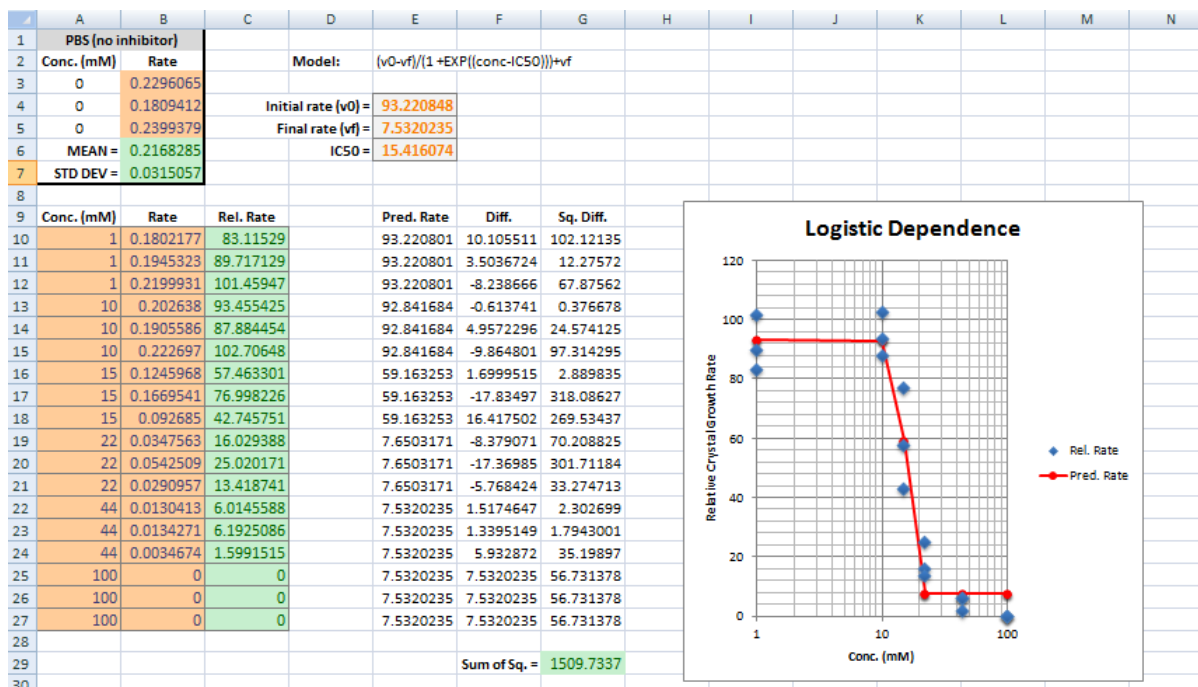 A B C D E F G H I J K L M N
1 PBS (no inhibitor)
2 Conc. (mM) Rate Model: (v0-vf)/(1 +EXP((conc-IC50)))+vf
3 0 0.2296065
4 0 0.1809412 Initial rate (v0) = 93.220848
5 0 0.2399379 Final rate (vf) = 7.5320235
6 MEAN = 0.2168285 IC50 = 15.416074
7 STD DEV = 0.0315057
8
9 Conc. (mM) Rate Rel. Rate Pred. Rate Diff. Sq. Diff.
10 1 0.1802177 83.11529 93.220801 10.105511 102.12135
11 1 0.1945323 89.717129 93.220801 3.5036724 12.27572
12 1 0.2199931 101.45947 93.220801 -8.238666 67.87562
13 10 0.202638 93.455425 92.841684 -0.613741 0.376678
14 10 0.1905586 87.884454 92.841684 4.9572296 24.574125
15 10 0.222697 102.70648 92.841684 -9.864801 97.314295
16 15 0.1245968 57.463301 59.163253 1.6999515 2.889835
17 15 0.1669541 76.998226 59.163253 -17.83497 318.08627
18 15 0.092685 42.745751 59.163253 16.417502 269.53437
19 22 0.0347563 16.029388 7.6503171 -8.379071 70.208825
20 22 0.0542509 25.020171 7.6503171 -17.36985 301.71184
21 22 0.0290957 13.418741 7.6503171 -5.768424 33.274713
22 44 0.0130413 6.0145588 7.5320235 1.5174647 2.302699
23 44 0.0134271 6.1925086 7.5320235 1.3395149 1.7943001
24 44 0.0034674 1.5991515 7.5320235 5.932872 35.19897
25 100 0 0 7.5320235 7.5320235 56.731378
26 100 0 0 7.5320235 7.5320235 56.731378
27 100 0 0 7.5320235 7.5320235 56.731378
28
29 Sum of Sq. = 1509.7337
30
Logistic Dependence
120
100
80
60
40
20
0
Relative Crystal Growth Rate
1 10 100
Conc. (mM)
Rel. Rate
Pred. Rate